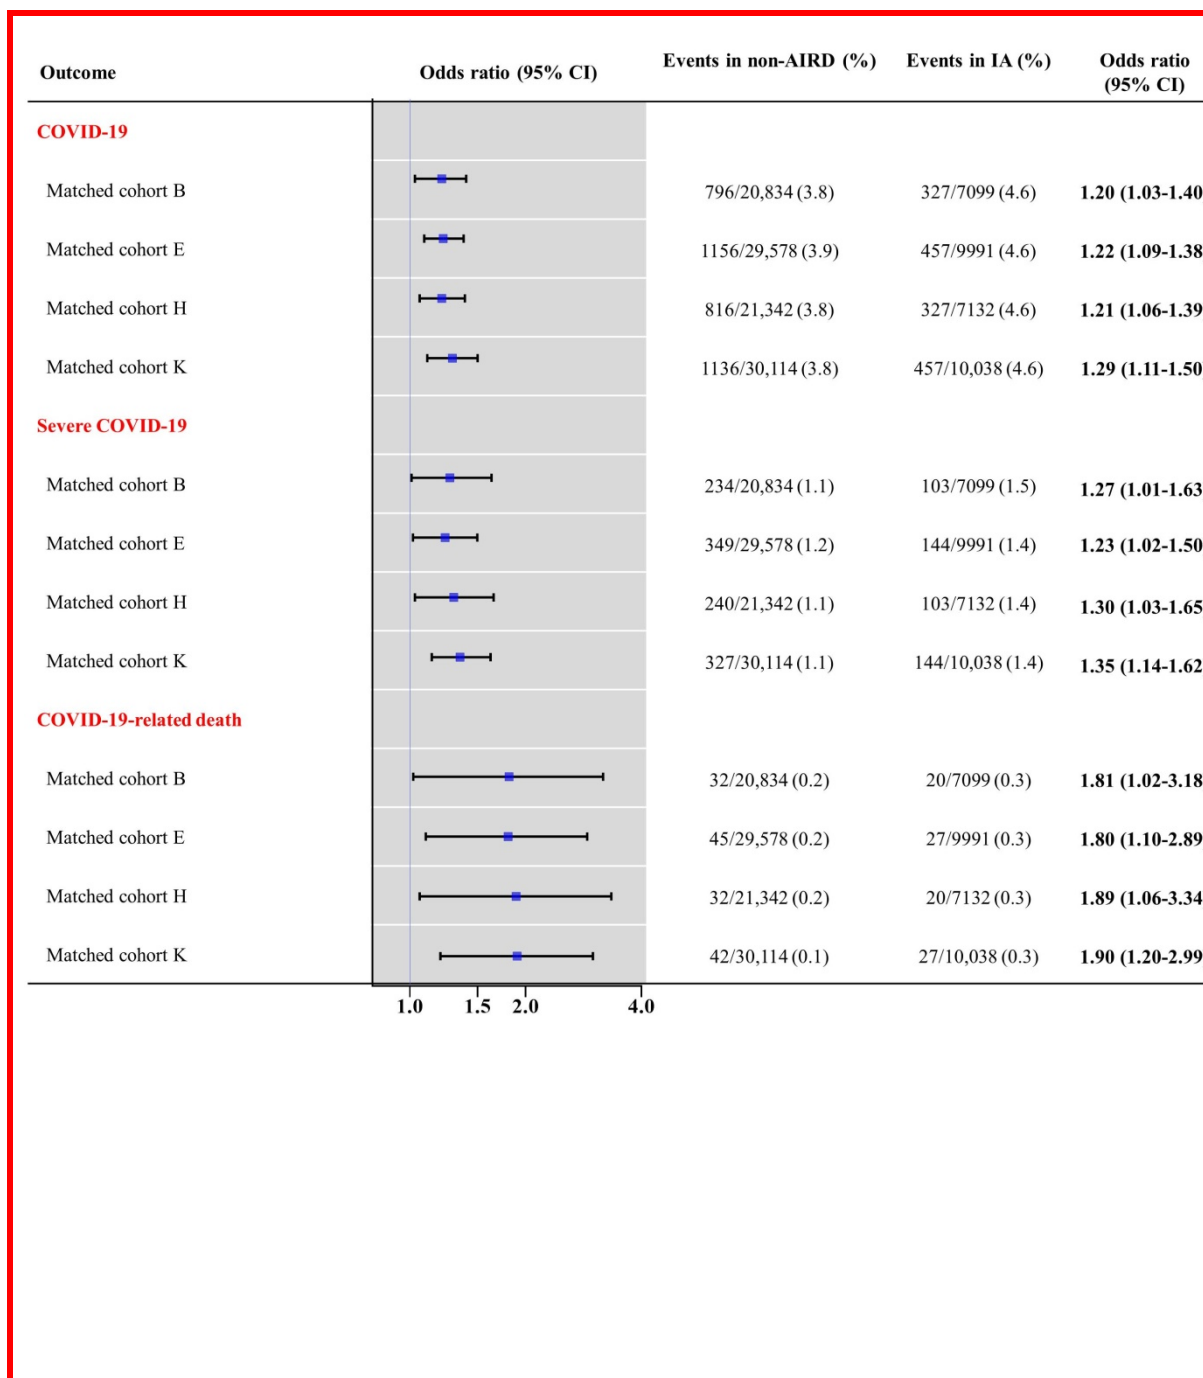 Outcome Odds ratio (95% CI) Events in non-AIRD (%) Events in IA (%) Odds ratio
(95% CI)
COVID-19
Matched cohort B 796/20,834 (3.8) 327/7099 (4.6) 1.20 (1.03-1.40
Matched cohort E 1156/29,578 (3.9) 457/9991 (4.6) 1.22 (1.09-1.38
Matched cohort H 816/21,342 (3.8) 327/7132 (4.6) 1.21 (1.06-1.39
Matched cohort K 1136/30,114 (3.8) 457/10,038 (4.6) 1.29 (1.11-1.50
Severe COVID-19
Matched cohort B 234/20,834 (1.1) 103/7099 (1.5) 1.27 (1.01-1.63
Matched cohort E 349/29,578 (1.2) 144/9991 (1.4) 1.23 (1.02-1.50
Matched cohort H 240/21,342 (1.1) 103/7132 (1.4) 1.30 (1.03-1.65
Matched cohort K 327/30,114 (1.1) 144/10,038 (1.4) 1.35 (1.14-1.62
COVID-19-related death
Matched cohort B 32/20,834 (0.2) 20/7099 (0.3) 1.81 (1.02-3.18
Matched cohort E 45/29,578 (0.2) 27/9991 (0.3) 1.80 (1.10-2.89
Matched cohort H 32/21,342 (0.2) 20/7132 (0.3) 1.89 (1.06-3.34
Matched cohort K 42/30,114 (0.1) 27/10,038 (0.3) 1.90 (1.20-2.99
1.0 1.5 2.0 4.0